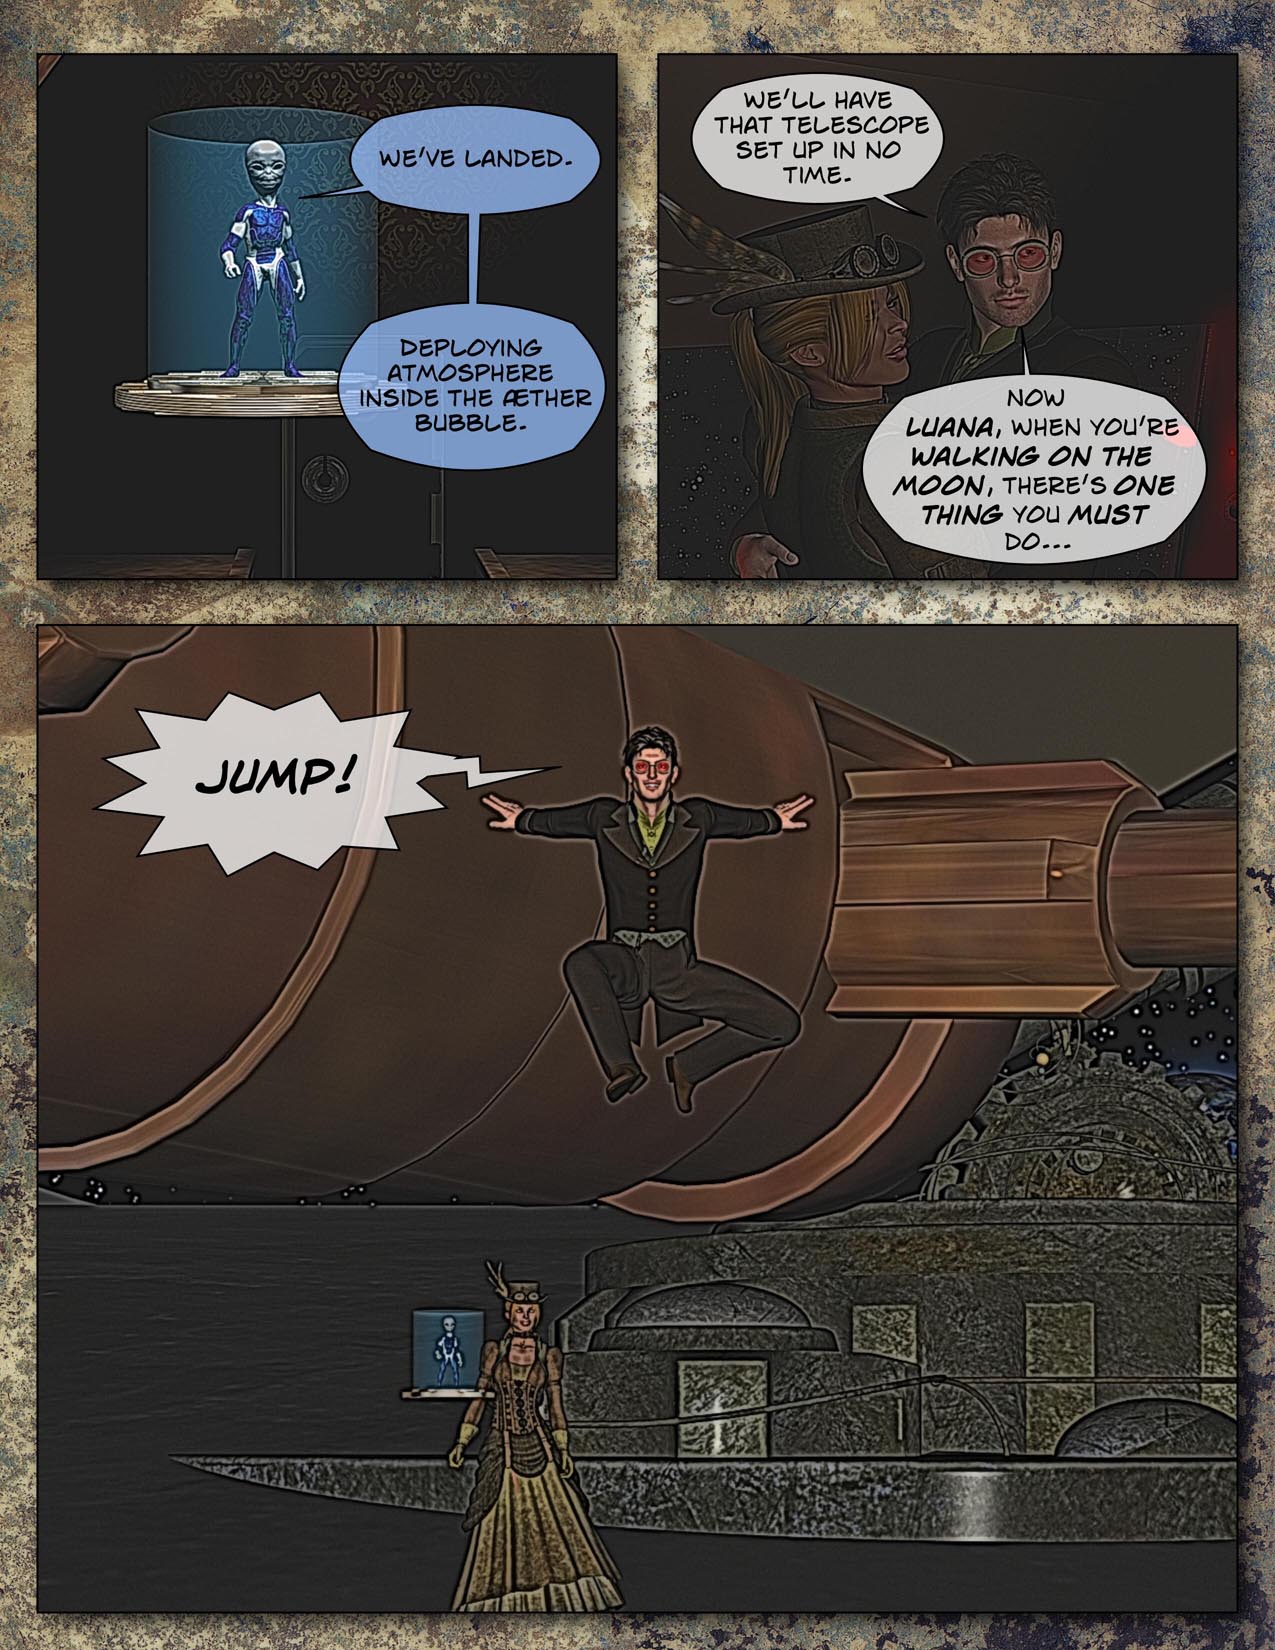 WE'VE LANDED.
DEPLOYING
ATMOSPHERE
INSIDE THE ÆTHER
BUBBLE.
WE'LL HAVE
THAT TELESCOPE
SET UP IN NO
TIME.
NOW
LUANA, WHEN YOU'RE
WALKING ON THE
MOON, THERE'S ONE
THING YOU MUST
DO...
JUMP!